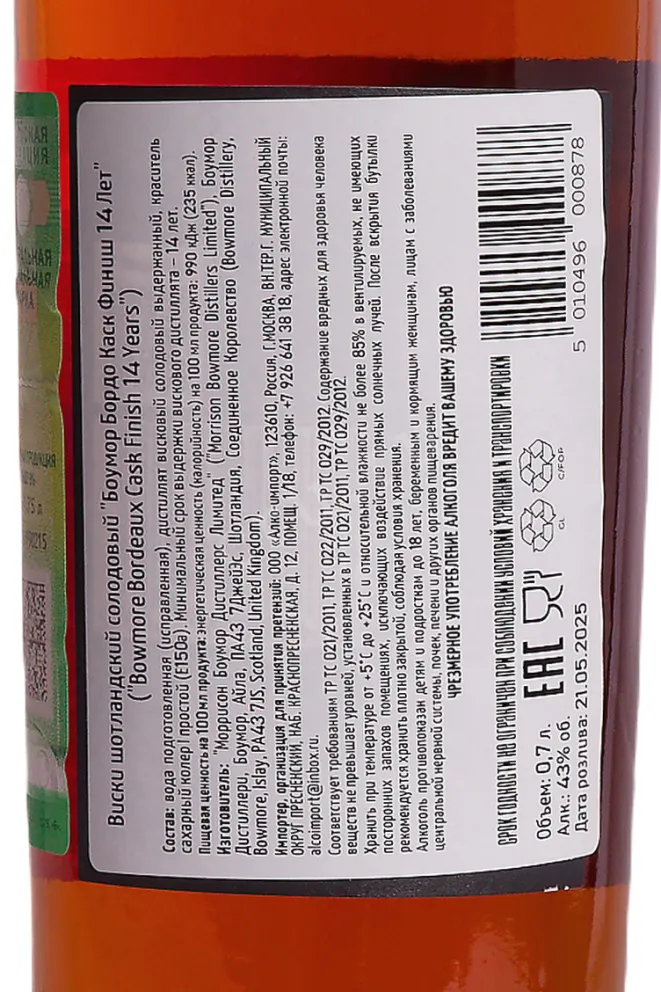 Виски шотландский солодовый "Боумор Бордо Каск Финиш 14 Лет"
("Bowmore Bordeaux Cask Finish 14 Years")
Состав: вода подготовленная (исправленная), дистиллят висковый солодовый выдержанный, краситель
сахарный колер I простой (Е150а). Минимальный срок выдержки вискового дистиллята – 14 лет.
Пищевая ценность на 100 мл продукта: энергетическая ценность (калорийность) на 100 мл продукта: 990 кДж (235 ккал).
Изготовитель: "Моррисон Боумор Дистиллерс Лимитед" ("Morrison Bowmore Distillers Limited"), Боумор
Дистиллери, Боумор, Айла, ПА43 7ДжейЭс, Шотландия, Соединенное Королевство (Bowmore Distillery,
Bowmore, Islay, PA43 7JS, Scotland, United Kingdom).
Импортер, организация для принятия претензий: ООО «Алко-импорт», 123610, Россия, Г.МОСКВА, ВН.ТЕР.Г. МУНИЦИПАЛЬНЫЙ
ОКРУГ ПРЕСНЕНСКИЙ, НАБ. КРАСНОПРЕСНЕНСКАЯ, Д. 12, ПОМЕЩ. 1/18, телефон: +7 926 641 38 18, адрес электронной почты:
alcoimport@inbox.ru.
Соответствует требованиям ТР ТС 021/2011, ТР ТС 022/2011, ТР ТС 029/2012. Содержание вредных для здоровья человека
веществ не превышает уровней, установленных в ТР ТС 021/2011, ТР ТС 029/2012.
Хранить при температуре от +5˚С до +25˚С и относительной влажности не более 85% в вентилируемых, не имеющих
посторонних запахов помещениях, исключающих воздействие прямых солнечных лучей. После вскрытия бутылки
рекомендуется хранить плотно закрытой, соблюдая условия хранения.
Алкоголь противопоказан детям и подросткам до 18 лет, беременным и кормящим женщинам, лицам с заболеваниями
центральной нервной системы, почек, печени и других органов пищеварения.
ЧРЕЗМЕРНОЕ УПОТРЕБЛЕНИЕ АЛКОГОЛЯ ВРЕДИТ ВАШЕМУ ЗДОРОВЬЮ
СРОК ГОДНОСТИ НЕ ОГРАНИЧЕН ПРИ СОБЛЮДЕНИИ УСЛОВИЙ ХРАНЕНИЯ И ТРАНСПОРТИРОВКИ
EAC
GL
C/FOR
Объем: 0,7 л.
Алк.: 43% об.
Дата розлива: 21.05.2025
5 010496 000878